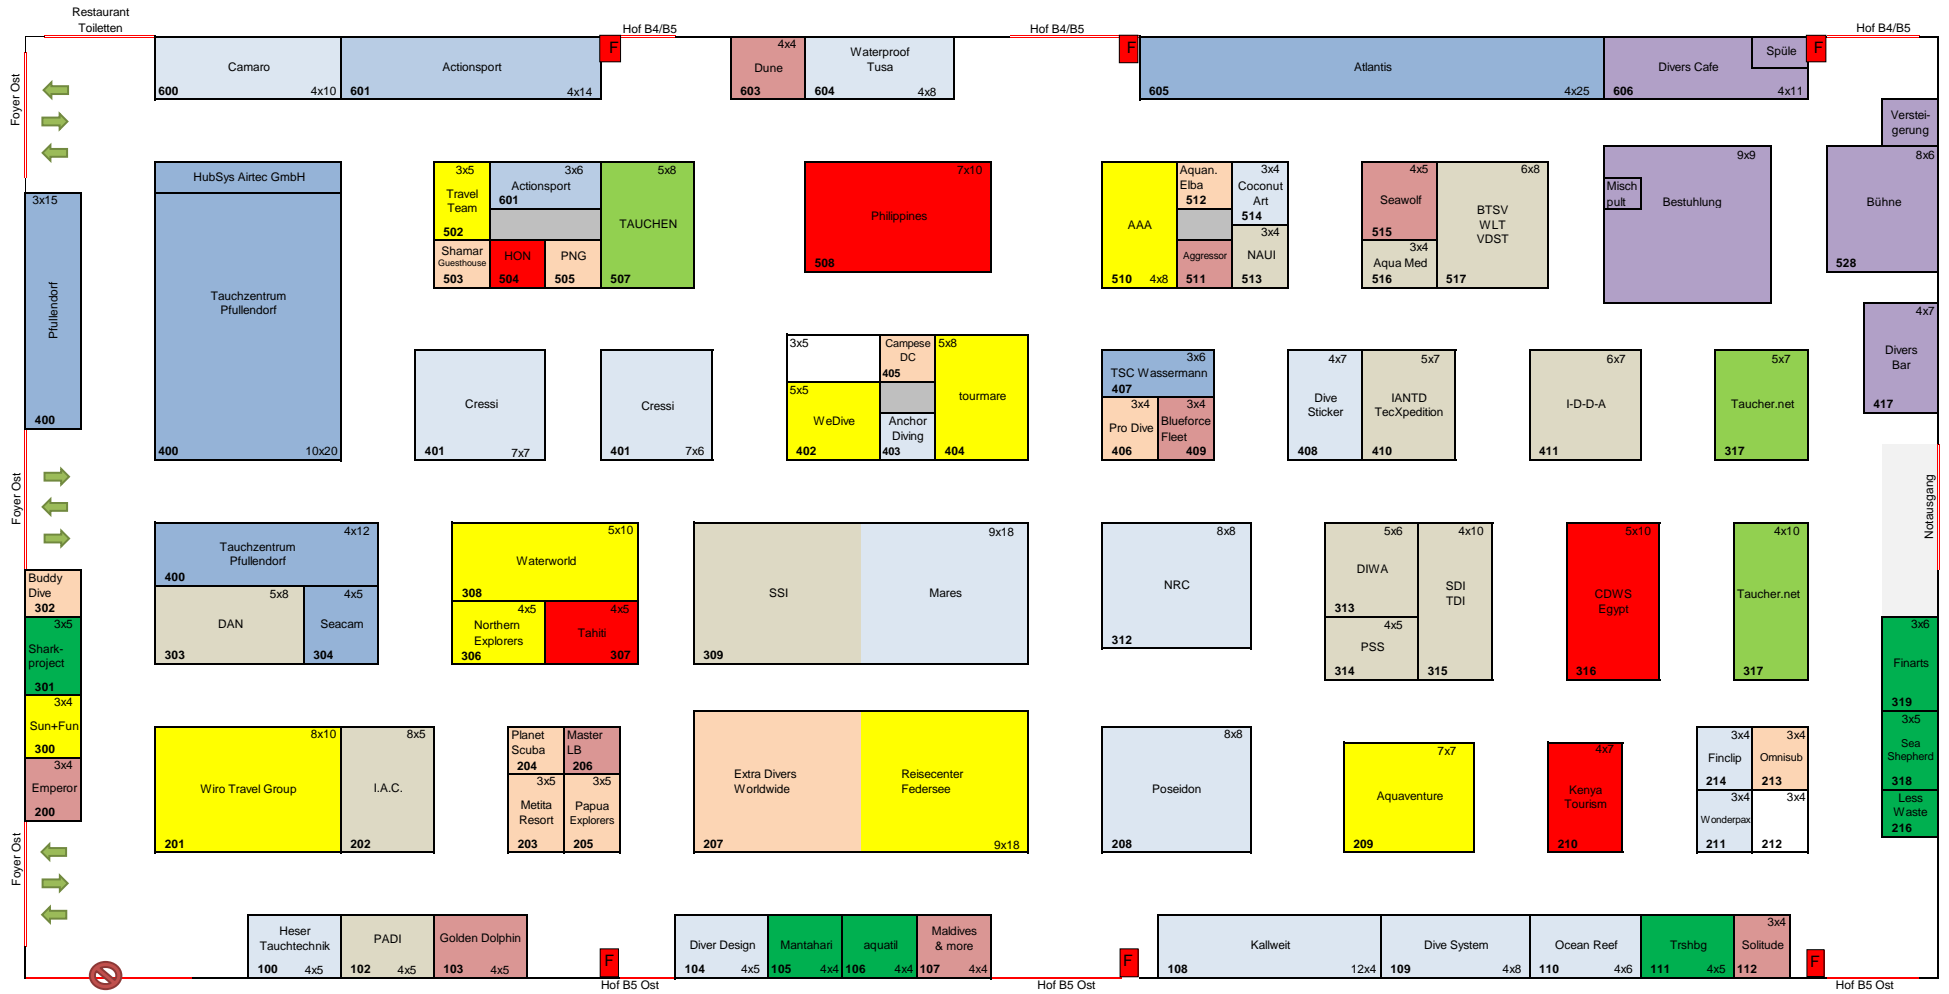 Restaurant
Toiletten
Hof B4/B5
Hof B4/B5
Hof B4/B5
Foyer Ost
Camaro
600
4x10
Actionsport
601
4x14
F
4x4
Dune
603
Waterproof
Tusa
604
4x8
F
Atlantis
605
4x25
Divers Cafe
606
4x11
Spüle
F
Verstei-
gerung
3x15
Pfullendorf
400
HubSys Airtec GmbH
Tauchzentrum
Pfullendorf
400
10x20
3x5
Travel
Team
502
3x6
Actionsport
601
5x8
TAUCHEN
507
Shamar
Guesthouse
503
HON
504
PNG
505
7x10
Philippines
508
AAA
510
4x8
Aquan.
Elba
512
3x4
Coconut
Art
514
Aggressor
511
3x4
NAUI
513
4x5
Seawolf
515
3x4
Aqua Med
516
6x8
BTSV
WLT
VDST
517
9x9
Misch
pult
Bestuhlung
8x6
Bühne
528
4x7
Divers
Bar
417
Cressi
401
7x7
Cressi
401
7x6
3x5
5x5
WeDive
402
Campese
DC
405
Anchor
Diving
403
5x8
tourmare
404
3x6
TSC Wassermann
407
3x4
Pro Dive
406
3x4
Blueforce
Fleet
409
4x7
Dive
Sticker
408
5x7
IANTD
TecXpedition
410
6x7
I-D-D-A
411
5x7
Taucher.net
317
Foyer Ost
Notausgang
4x12
Tauchzentrum
Pfullendorf
400
5x8
DAN
303
4x5
Seacam
304
5x10
Waterworld
308
4x5
Northern
Explorers
306
4x5
Tahiti
307
SSI
309
9x18
Mares
8x8
NRC
312
5x6
DIWA
313
4x5
PSS
314
4x10
SDI
TDI
315
5x10
CDWS
Egypt
316
4x10
Taucher.net
317
Buddy
Dive
302
3x5
Shark-
project
301
3x4
Sun+Fun
300
3x4
Emperor
200
3x6
Finarts
319
3x5
Sea
Shepherd
318
Less
Waste
216
8x10
Wiro Travel Group
201
8x5
I.A.C.
202
Planet
Scuba
204
Master
LB
206
3x5
Metita
Resort
203
3x5
Papua
Explorers
205
Extra Divers
Worldwide
207
Reisecenter
Federsee
9x18
8x8
Poseidon
208
7x7
Aquaventure
209
4x7
Kenya
Tourism
210
3x4
Finclip
214
3x4
Omnisub
213
3x4
Wonderpax
211
3x4
212
Foyer Ost
Heser
Tauchtechnik
100
4x5
PADI
102
4x5
Golden Dolphin
103
4x5
F
Diver Design
104
4x5
Mantahari
105
4x4
aquatil
106
4x4
Maldives
& more
107
4x4
F
Kallweit
108
12x4
Dive System
109
4x8
Ocean Reef
110
4x6
Trshbg
111
4x5
3x4
Solitude
112
F
Hof B5 Ost
Hof B5 Ost
Hof B5 Ost